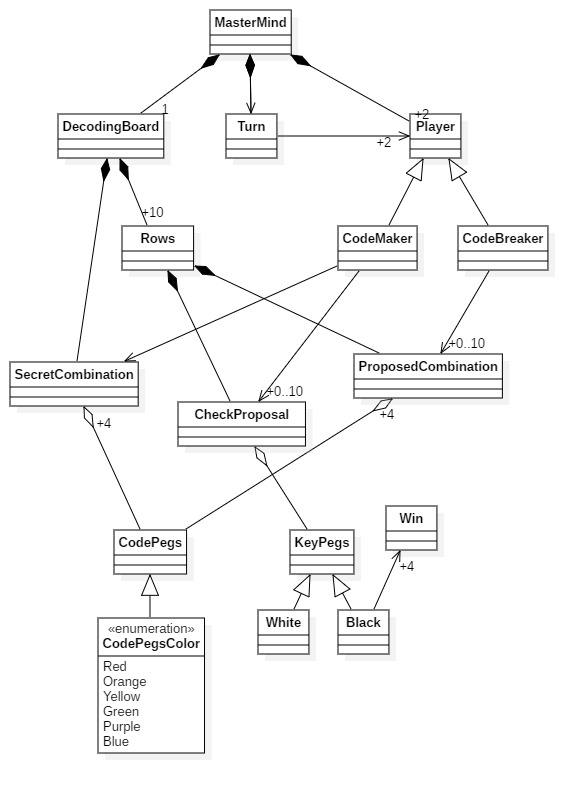 MasterMind
1
+2
DecodingBoard
Turn
Player
+2
+10
Rows
CodeMaker
CodeBreaker
+0..10
SecretCombination
ProposedCombination
+0..10
CheckProposal
+4
+4
CodePegs
KeyPegs
Win
+4
White
Black
«enumeration»
CodePegsColor
Red
Orange
Yellow
Green
Purple
Blue